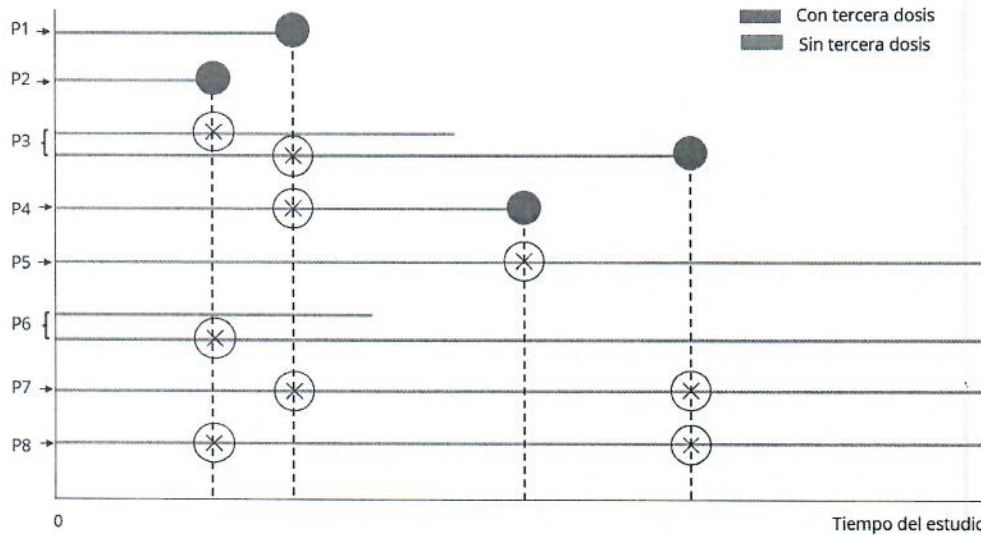 Con tercera dosis
Sin tercera dosis
P1
P2
P3
P4
P5
P6
P7
P8
0
Tiempo del estudio